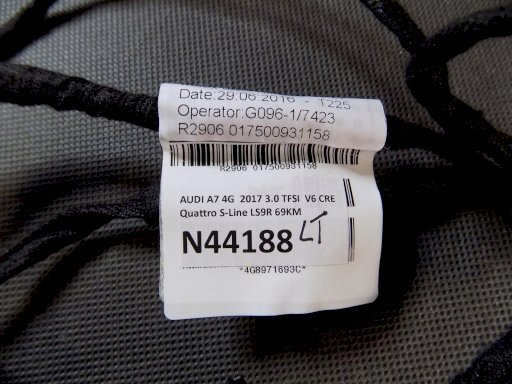 Date:29.06.2016 - T225
Operator:G096-1/7423
R2906 017500931158
R2906 017500931158
AUDI A7 4G 2017 3.0 TFSI V6 CRE
Quattro S-Line LS9R 69KM
N44188 LT
*4G8971693C*